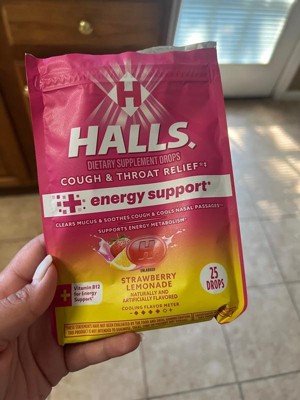 H
HALLS.
DIETARY SUPPLEMENT DROPS
COUGH & THROAT RELIEF*‡
energy support*
CLEARS MUCUS & SOOTHES COUGH & COOLS NASAL PASSAGES
SUPPORTS ENERGY METABOLISM*
H
ENLARGED
STRAWBERRY
LEMONADE
NATURALLY AND
ARTIFICIALLY FLAVORED
COOLING FLAVOR METER
+ Vitamin B12
for Energy
Support*
25
DROPS